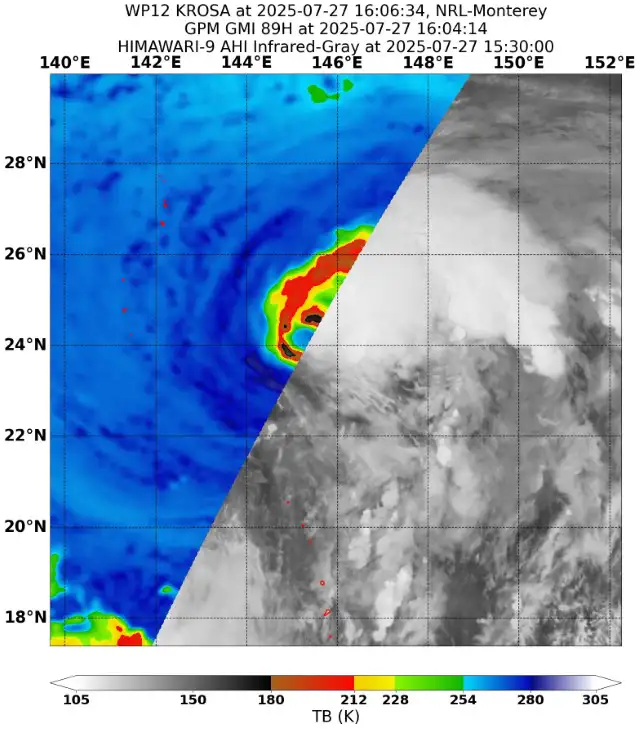 WP12 KROSA at 2025-07-27 16:06:34, NRL-Monterey
GPM GMI 89H at 2025-07-27 16:04:14
HIMAWARI-9 AHI Infrared-Gray at 2025-07-27 15:30:00
140°E 142°E 144°E 146°E 148°E 150°E 152°E
28°N
26°N
24°N
22°N
20°N
18°N
105 150 180 212 228 254 280 305
TB (K)